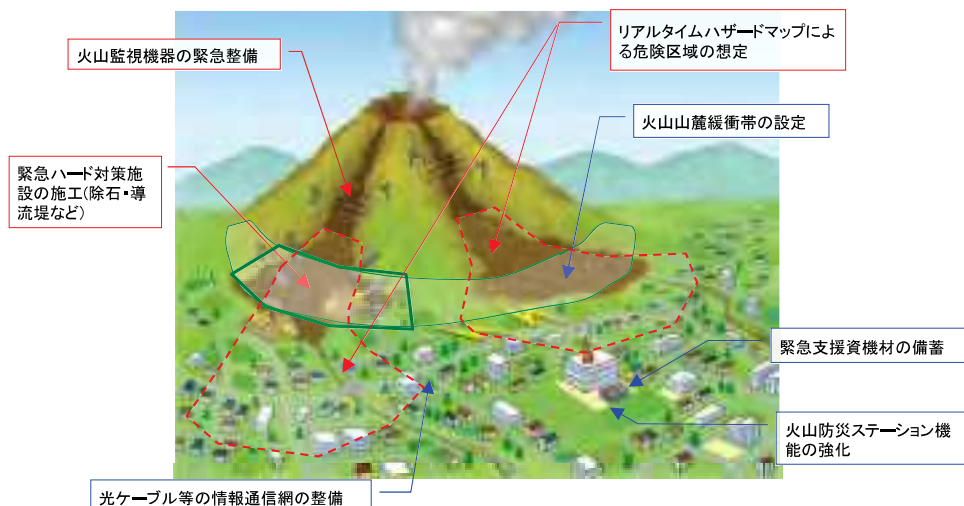 リアルタイムハザードマップによ
る危険区域の想定
火山監視機器の緊急整備
火山山麓緩衝帯の設定
緊急ハード対策施
設の施工(除石・導
流堤など)
緊急支援資機材の備蓄
火山防災ステーション機
能の強化
光ケーブル等の情報通信網の整備